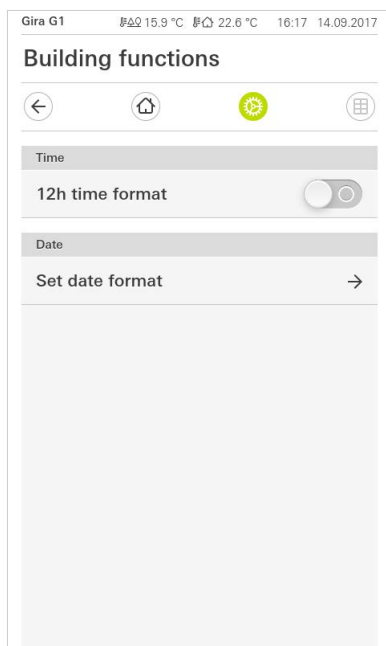 Gira G1 15.9 °C 22.6 °C 16:17 14.09.2017
Building functions
Time
12h time format
Date
Set date format